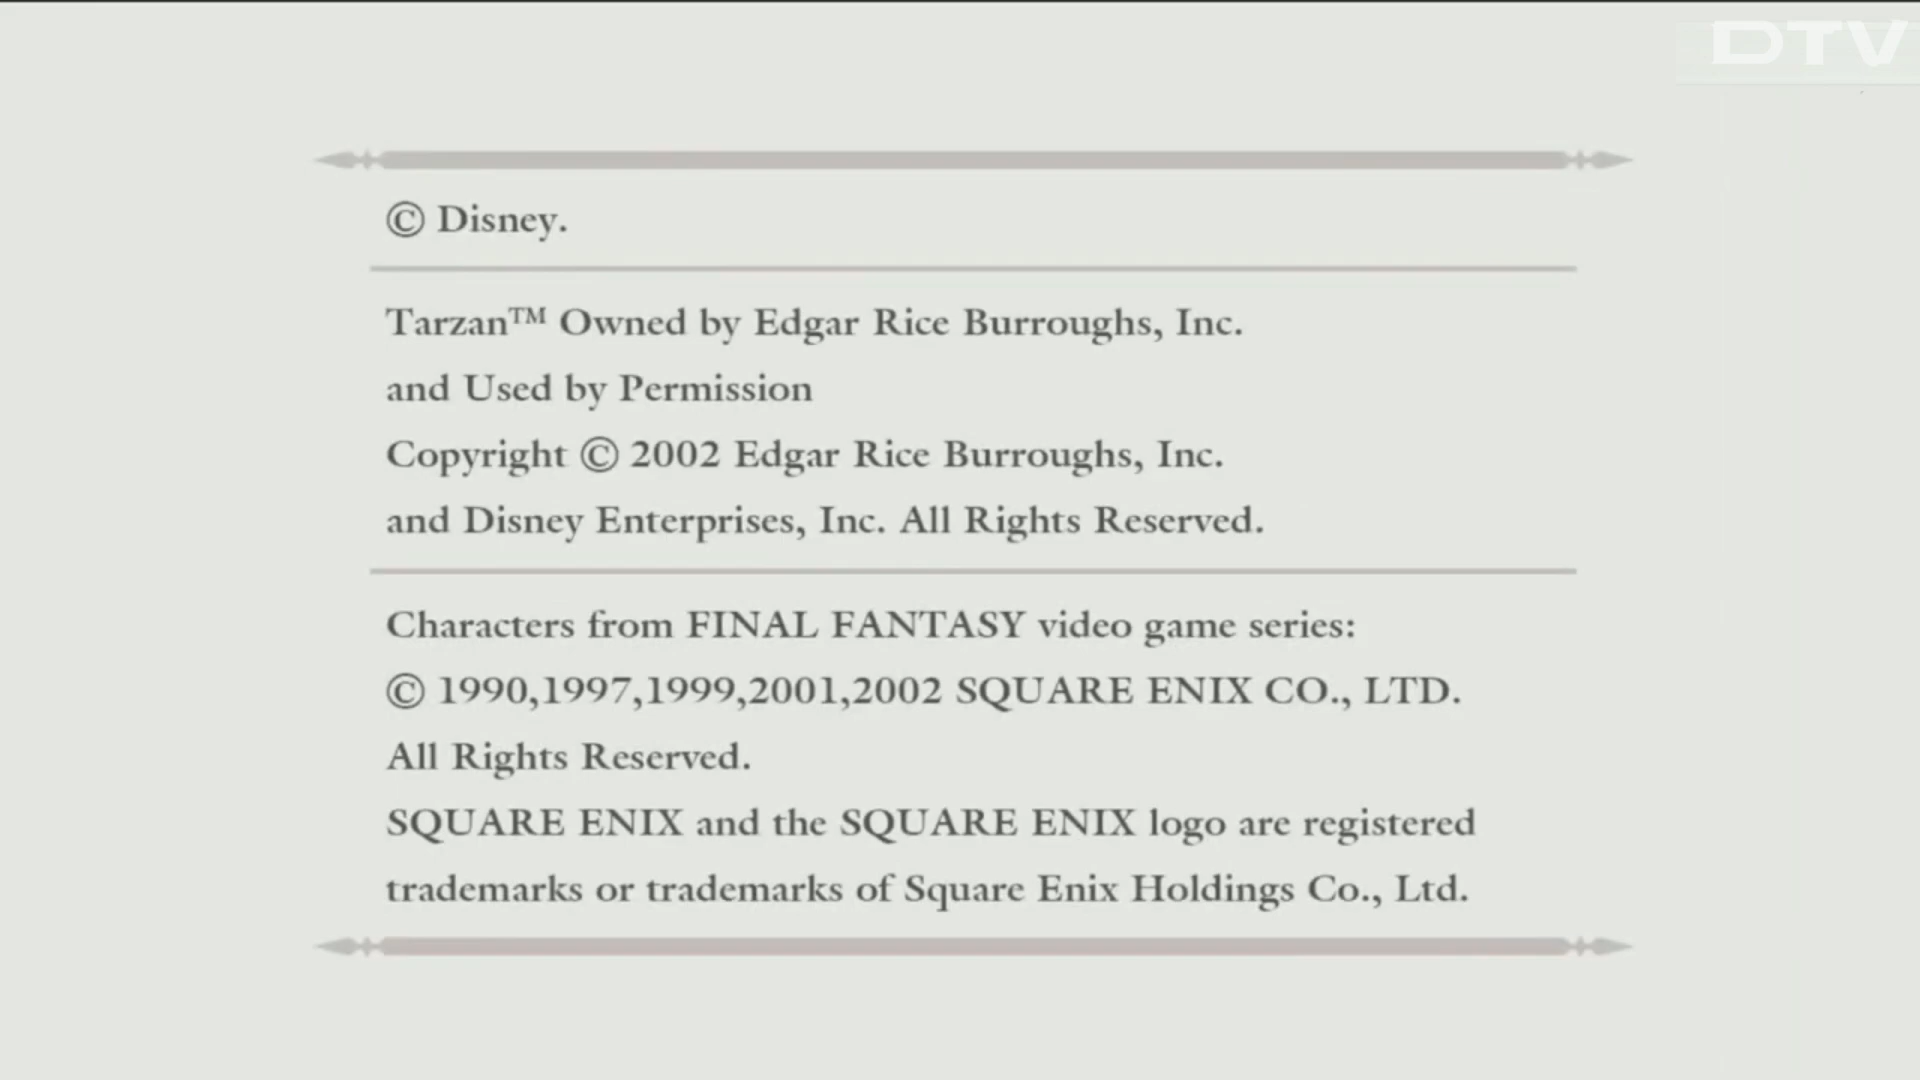 DTV
© Disney.
Tarzan™ Owned by Edgar Rice Burroughs, Inc.
and Used by Permission
Copyright © 2002 Edgar Rice Burroughs, Inc.
and Disney Enterprises, Inc. All Rights Reserved.
Characters from FINAL FANTASY video game series:
© 1990,1997,1999,2001,2002 SQUARE ENIX CO., LTD.
All Rights Reserved.
SQUARE ENIX and the SQUARE ENIX logo are registered
trademarks or trademarks of Square Enix Holdings Co., Ltd.